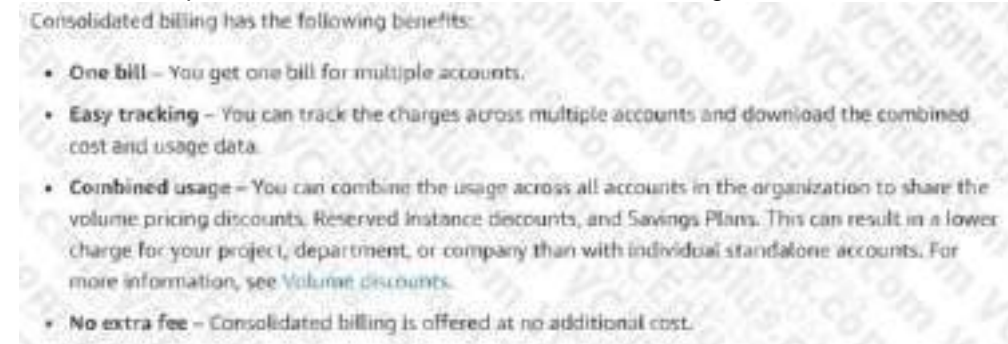 Consolidated billing has the following benefits:
• One bill – You get one bill for multiple accounts.
• Easy tracking – You can track the charges across multiple accounts and download the combined
cost and usage data.
• Combined usage – You can combine the usage across all accounts in the organization to share the
volume pricing discounts, Reserved Instance discounts, and Savings Plans. This can result in a lower
charge for your project, department, or company than with individual standalone accounts. For
more information, see Volume discounts.
• No extra fee – Consolidated billing is offered at no additional cost.